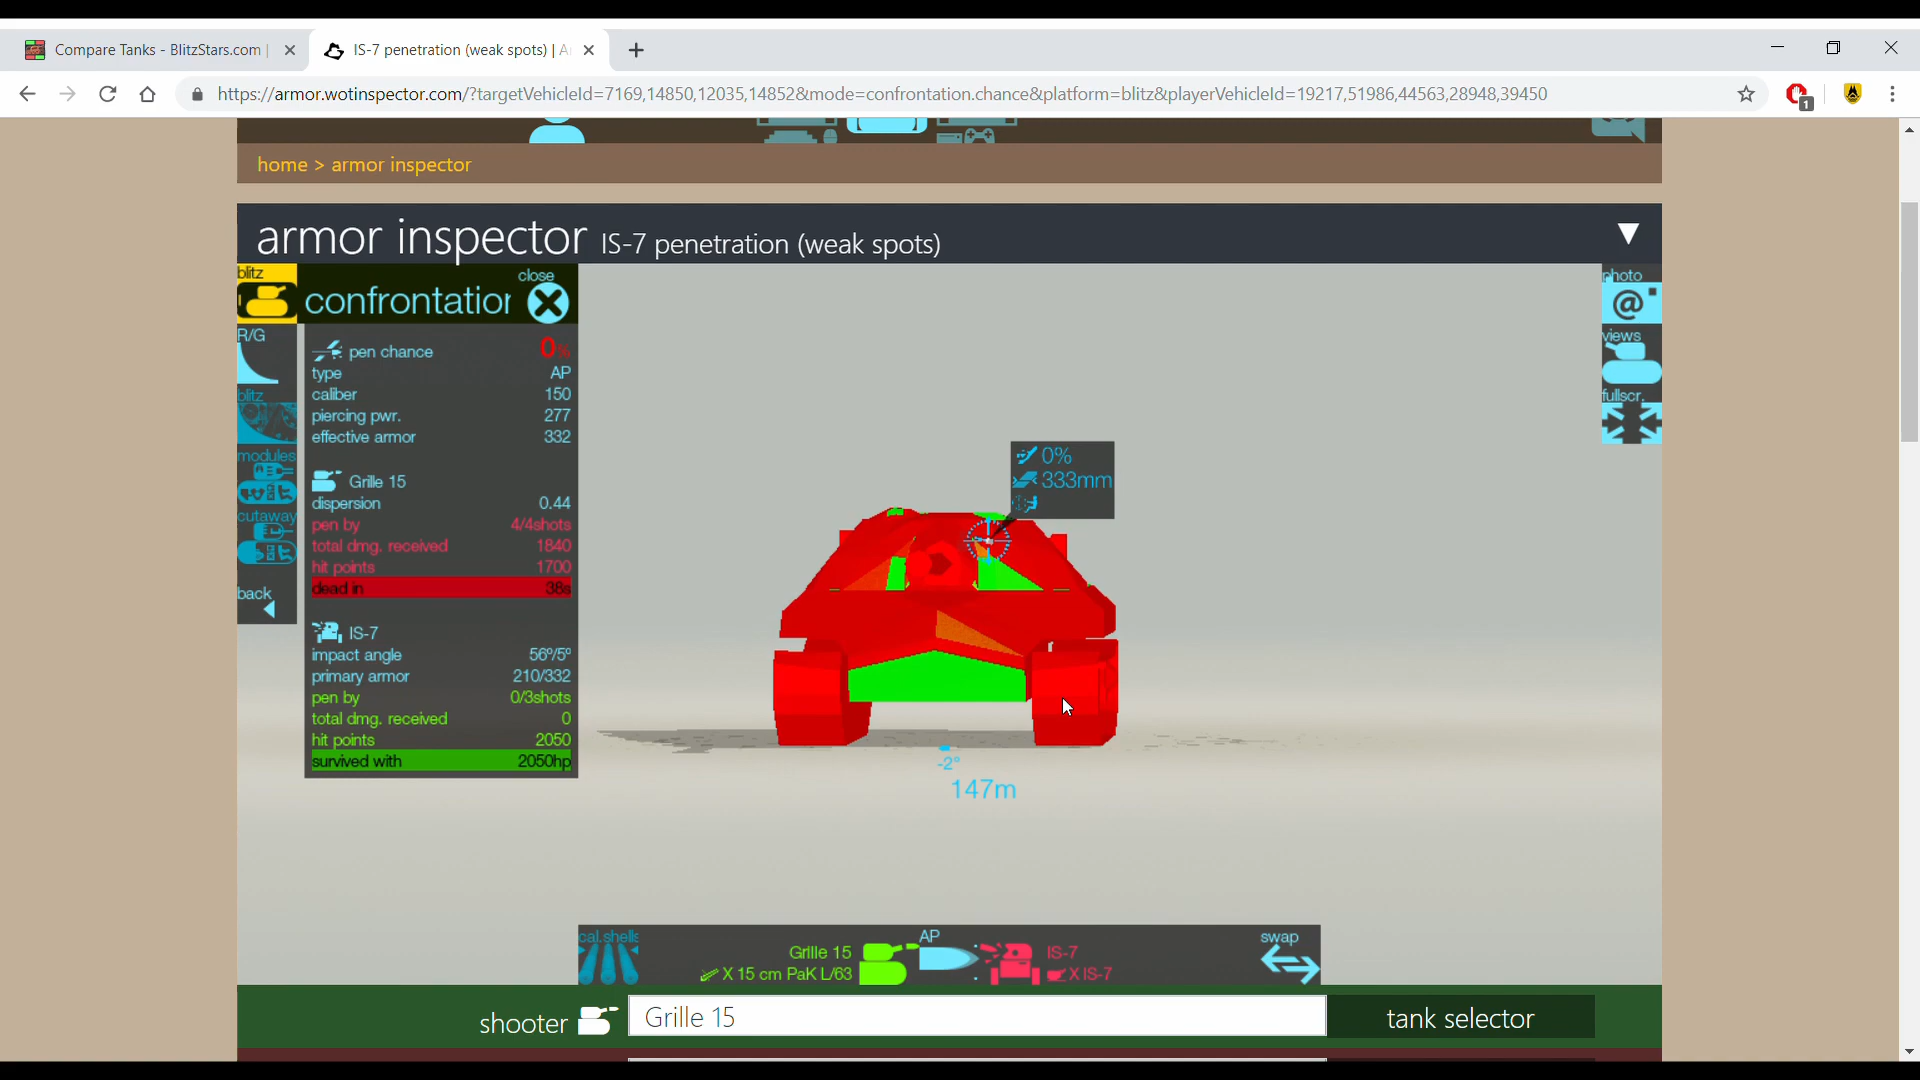 Compare Tanks - BlitzStars.com |
IS-7 penetration (weak spots) | A
https://armor.wotinspector.com/?targetVehicleId=7169,14850,12035,14852&mode=confrontation.chance&platform=blitz&playerVehicleId=19217,51986,44563,28948,39450
1
home > armor inspector
armor inspector IS-7 penetration (weak spots)
blitz
R/G
blitz
modules
cutaway
back
confrontation
close
pen chance 0%
type AP
caliber 150
piercing pwr. 277
effective armor 332
Grille 15
dispersion 0.44
pen by 4/4shots
total dmg. received 1840
hit points 1700
dead in 38s
IS-7
impact angle 56º/5º
primary armor 210/332
pen by 0/3shots
total dmg. received 0
hit points 2050
survived with 2050hp
0%
333mm
-2°
147m
photo
@
views
fullscr.
cal.shells
Grille 15
X 15 cm PaK L/63
AP
IS-7
X IS-7
swap
shooter
Grille 15
tank selector